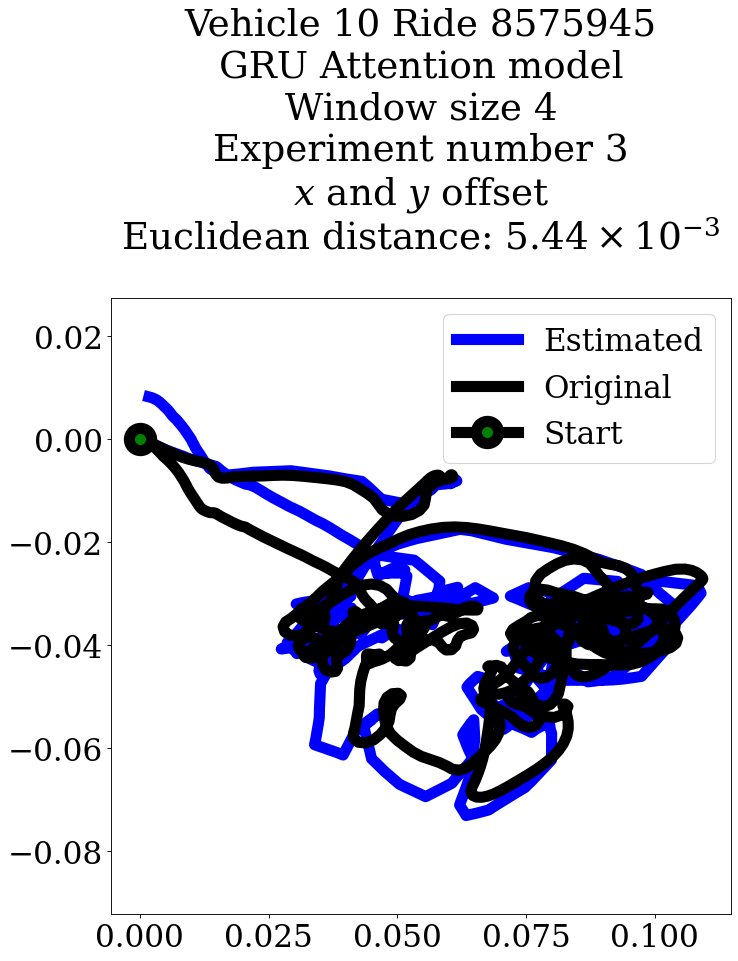 Vehicle 10 Ride 8575945
GRU Attention model
Window size 4
Experiment number 3
x and y offset
Euclidean distance: 5.44 × 10⁻³
Estimated
Original
Start
0.02
0.00
−0.02
−0.04
−0.06
−0.08
0.000 0.025 0.050 0.075 0.100